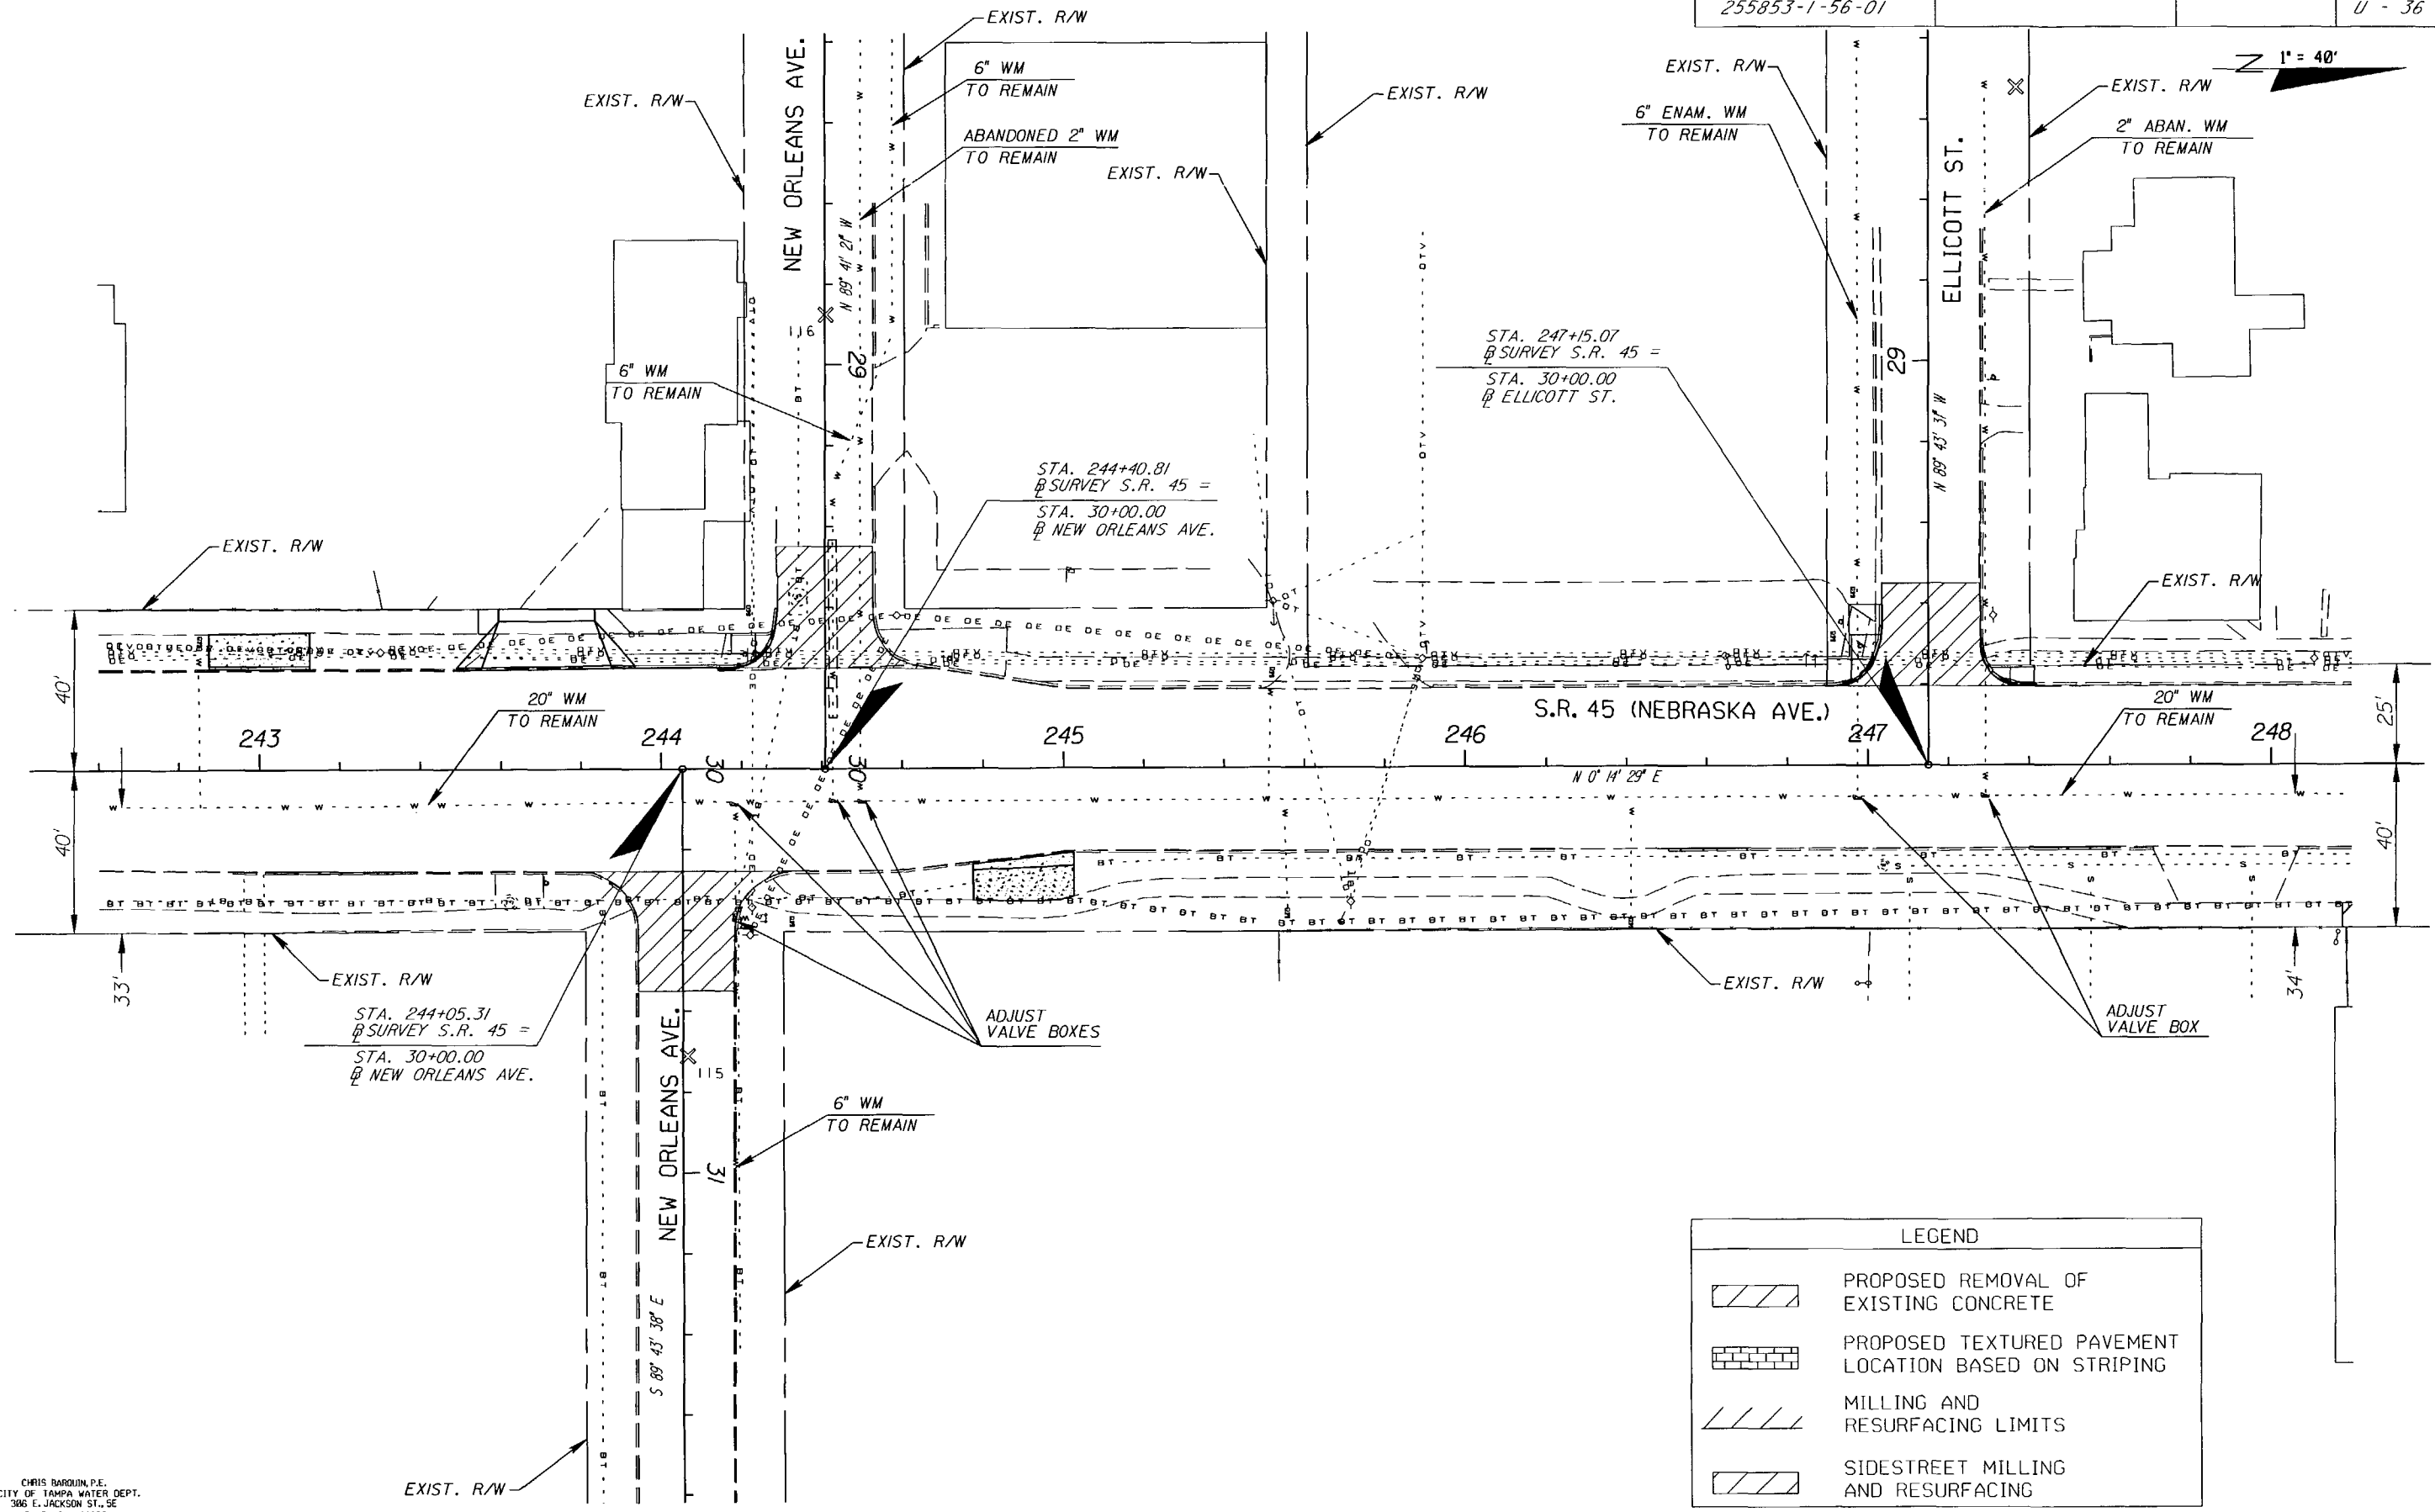 255853-1-56-01
U - 36
1" = 40'
EXIST. R/W
NEW ORLEANS AVE.
6" WM
TO REMAIN
EXIST. R/W
ABANDONED 2" WM
TO REMAIN
EXIST. R/W
EXIST. R/W
EXIST. R/W
6" ENAM. WM
TO REMAIN
ELLICOTT ST.
EXIST. R/W
2" ABAN. WM
TO REMAIN
N 89° 41' 21" W
116
29
6" WM
TO REMAIN
STA. 247+15.07
SURVEY S.R. 45 =
STA. 30+00.00
ELLICOTT ST.
29
N 89° 43' 31" W
STA. 244+40.81
SURVEY S.R. 45 =
STA. 30+00.00
NEW ORLEANS AVE.
EXIST. R/W
EXIST. R/W
40'
20" WM
TO REMAIN
S.R. 45 (NEBRASKA AVE.)
20" WM
TO REMAIN
25'
243
244
245
246
247
248
30
30
N 0° 14' 29" E
40'
40'
33'
EXIST. R/W
STA. 244+05.31
SURVEY S.R. 45 =
STA. 30+00.00
NEW ORLEANS AVE.
ADJUST
VALVE BOXES
EXIST. R/W
ADJUST
VALVE BOX
34'
NEW ORLEANS AVE.
115
6" WM
TO REMAIN
31
EXIST. R/W
S 89° 43' 38" E
EXIST. R/W
LEGEND
PROPOSED REMOVAL OF
EXISTING CONCRETE
PROPOSED TEXTURED PAVEMENT
LOCATION BASED ON STRIPING
MILLING AND
RESURFACING LIMITS
SIDESTREET MILLING
AND RESURFACING
CHRIS BARQUIN, P.E.
CITY OF TAMPA WATER DEPT.
306 E. JACKSON ST., 5E